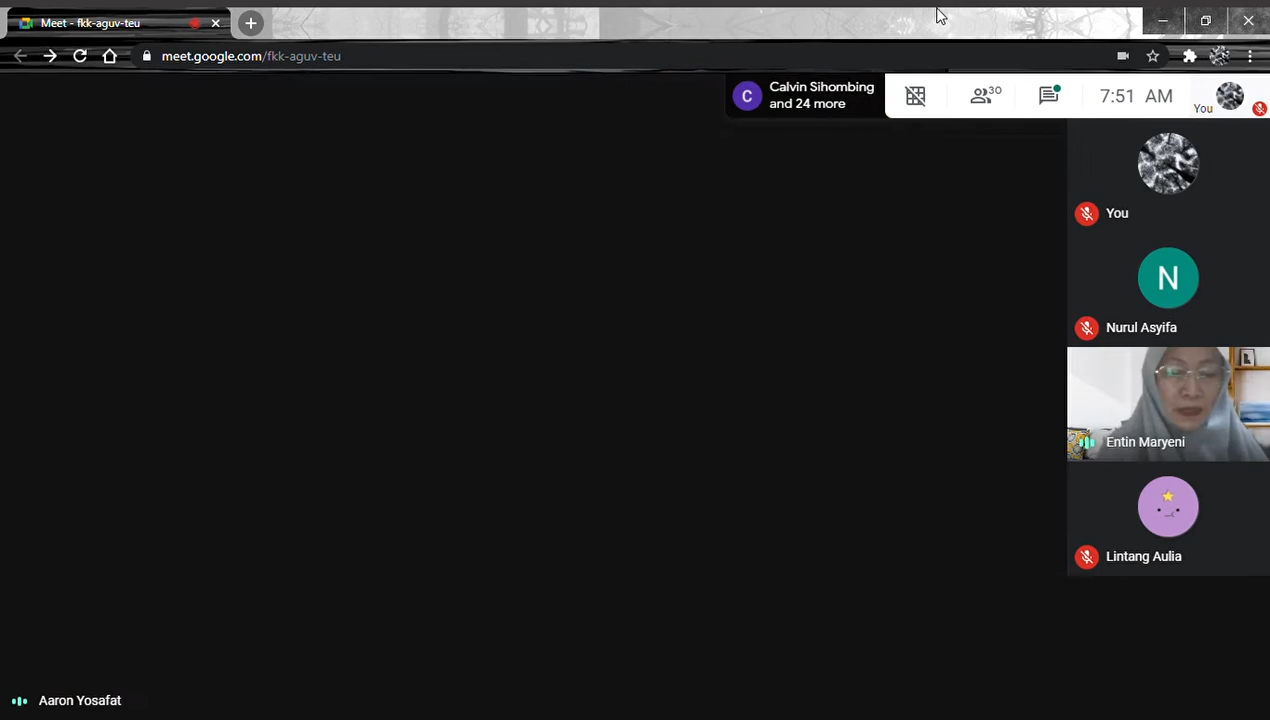 Meet - fkk-aguv-teu
meet.google.com/fkk-aguv-teu
C
Calvin Sihombing
and 24 more
30
7:51 AM
You
You
N
Nurul Asyifa
Entin Maryeni
Lintang Aulia
Aaron Yosafat